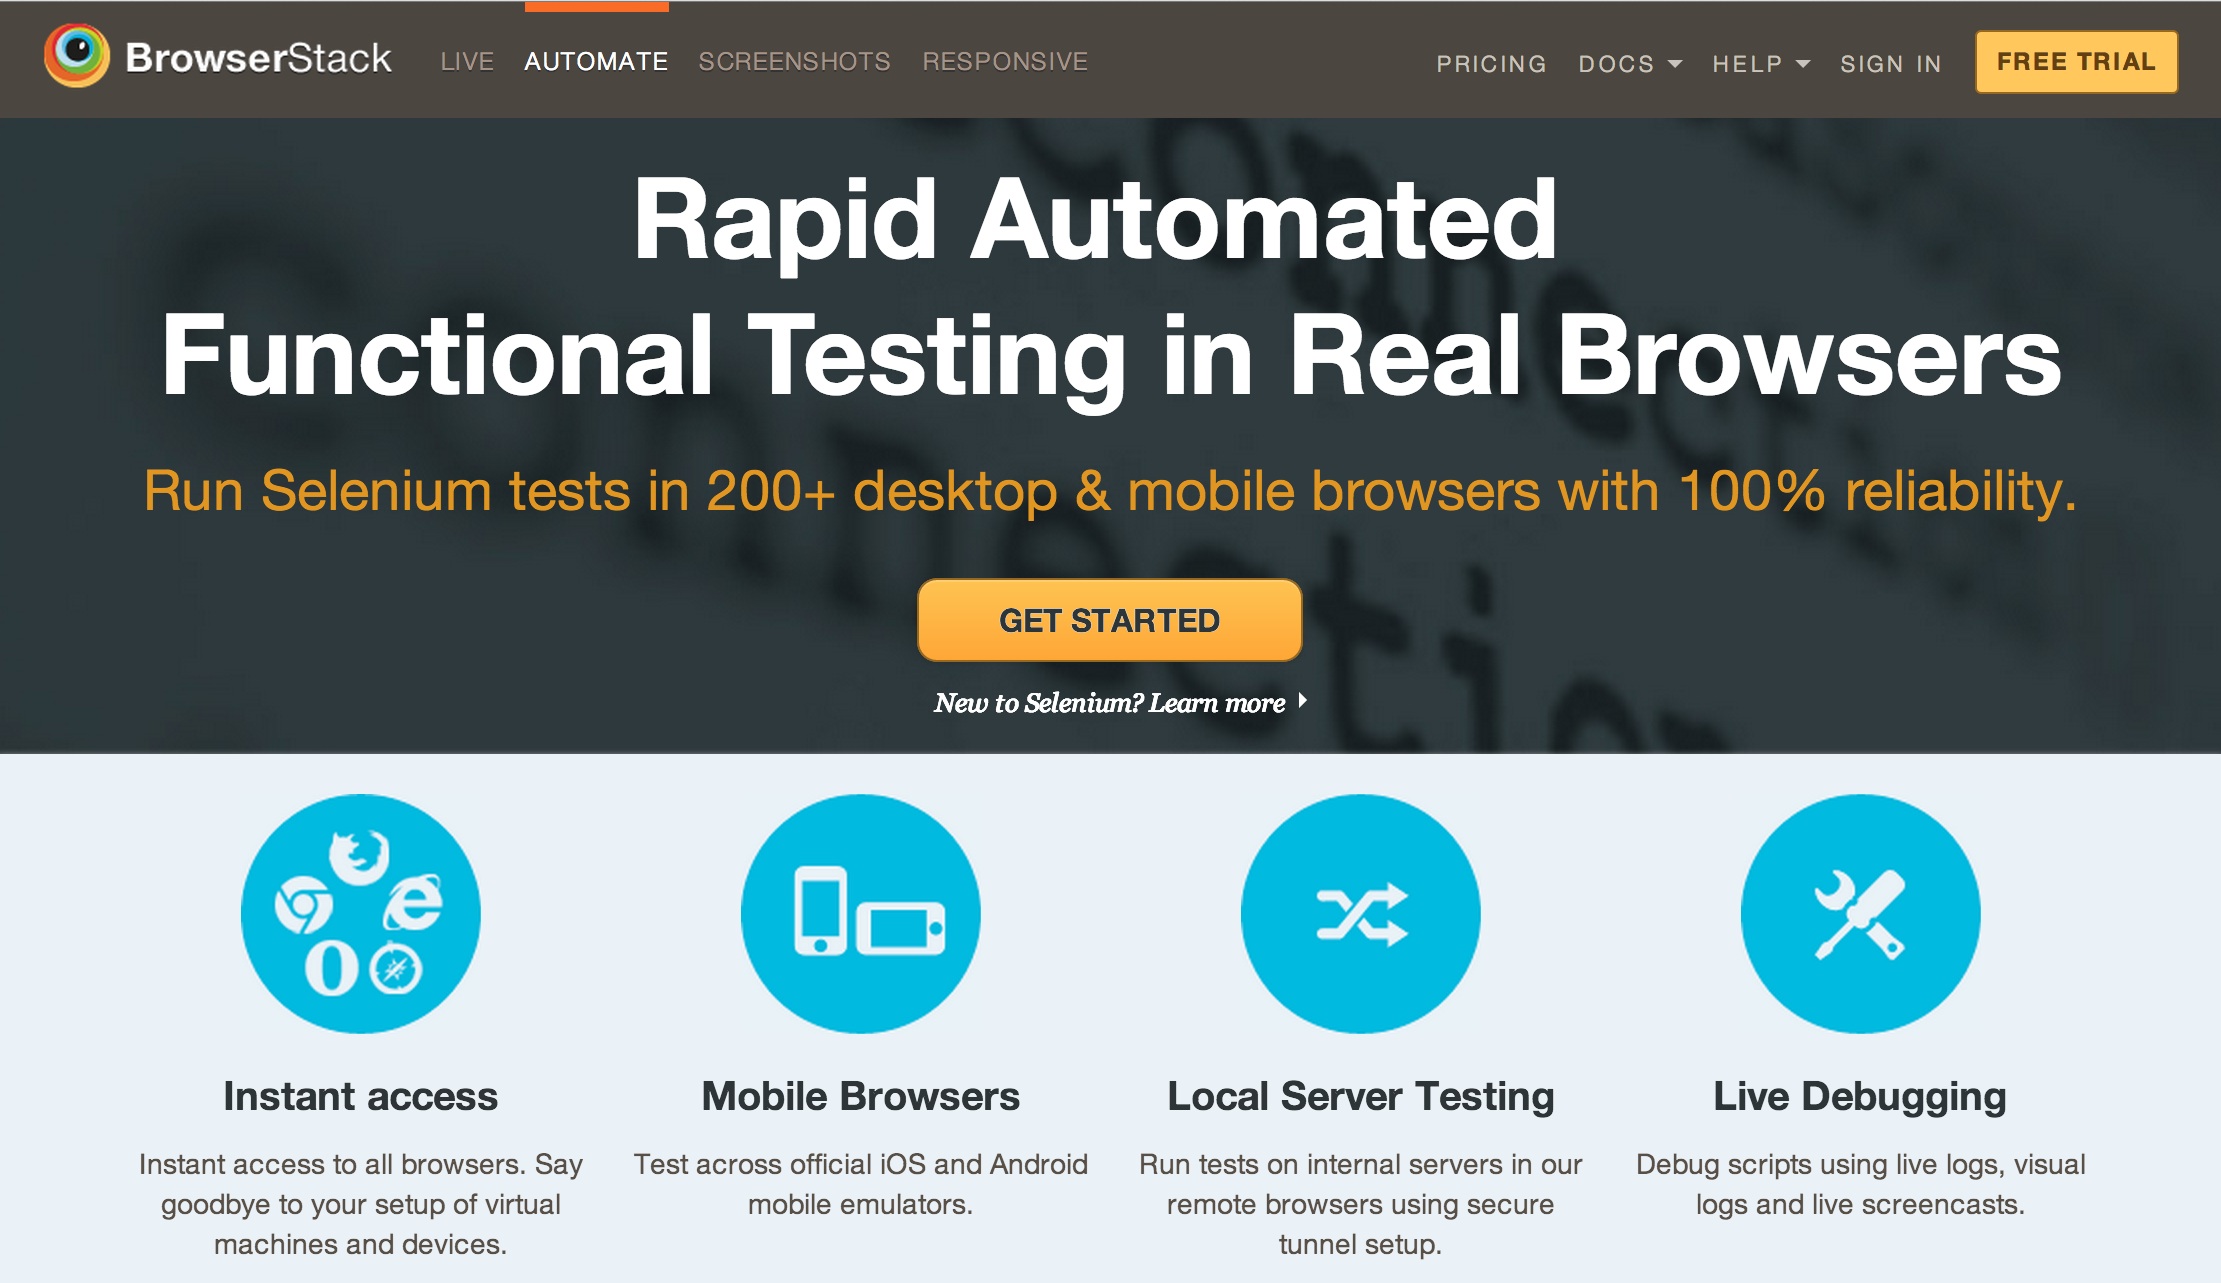 BrowserStack LIVE AUTOMATE SCREENSHOTS RESPONSIVE PRICING DOCS HELP SIGN IN FREE TRIAL
Rapid Automated
Functional Testing in Real Browsers
Run Selenium tests in 200+ desktop & mobile browsers with 100% reliability.
GET STARTED
New to Selenium? Learn more
Instant access
Instant access to all browsers. Say
goodbye to your setup of virtual
machines and devices.
Mobile Browsers
Test across official iOS and Android
mobile emulators.
Local Server Testing
Run tests on internal servers in our
remote browsers using secure
tunnel setup.
Live Debugging
Debug scripts using live logs, visual
logs and live screencasts.